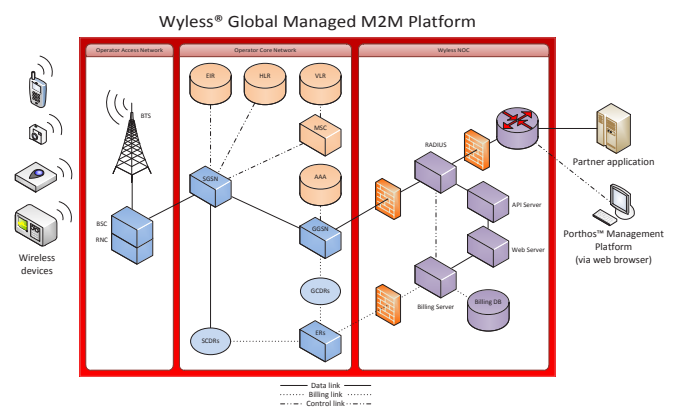 Wyless® Global Managed M2M Platform
Operator Access Network
Operator Core Network
Wyless NOC
EIR
HLR
VLR
BTS
MSC
RADIUS
Partner application
SGSN
AAA
API Server
BSC
RNC
GGSN
Porthos™ Management
Platform
(via web browser)
Web Server
Wireless
devices
GCDRs
Billing Server
Billing DB
SCDRs
ERs
Data link
Billing link
Control link